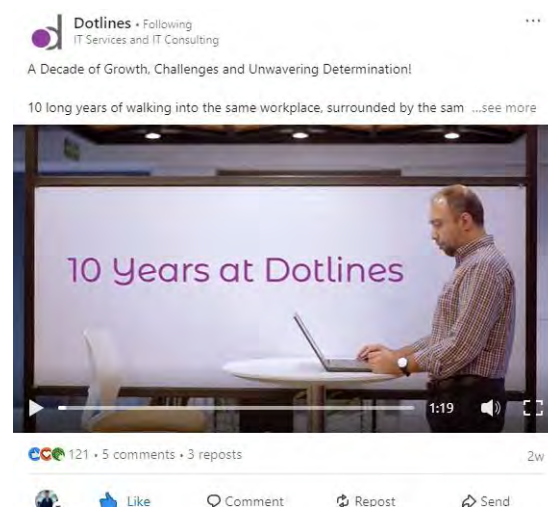 Dotlines • Following
IT Services and IT Consulting
A Decade of Growth, Challenges and Unwavering Determination!
10 long years of walking into the same workplace, surrounded by the sam ...see more
10 Years at Dotlines
1:19
121 • 5 comments • 3 reposts
2w
Like Comment Repost Send